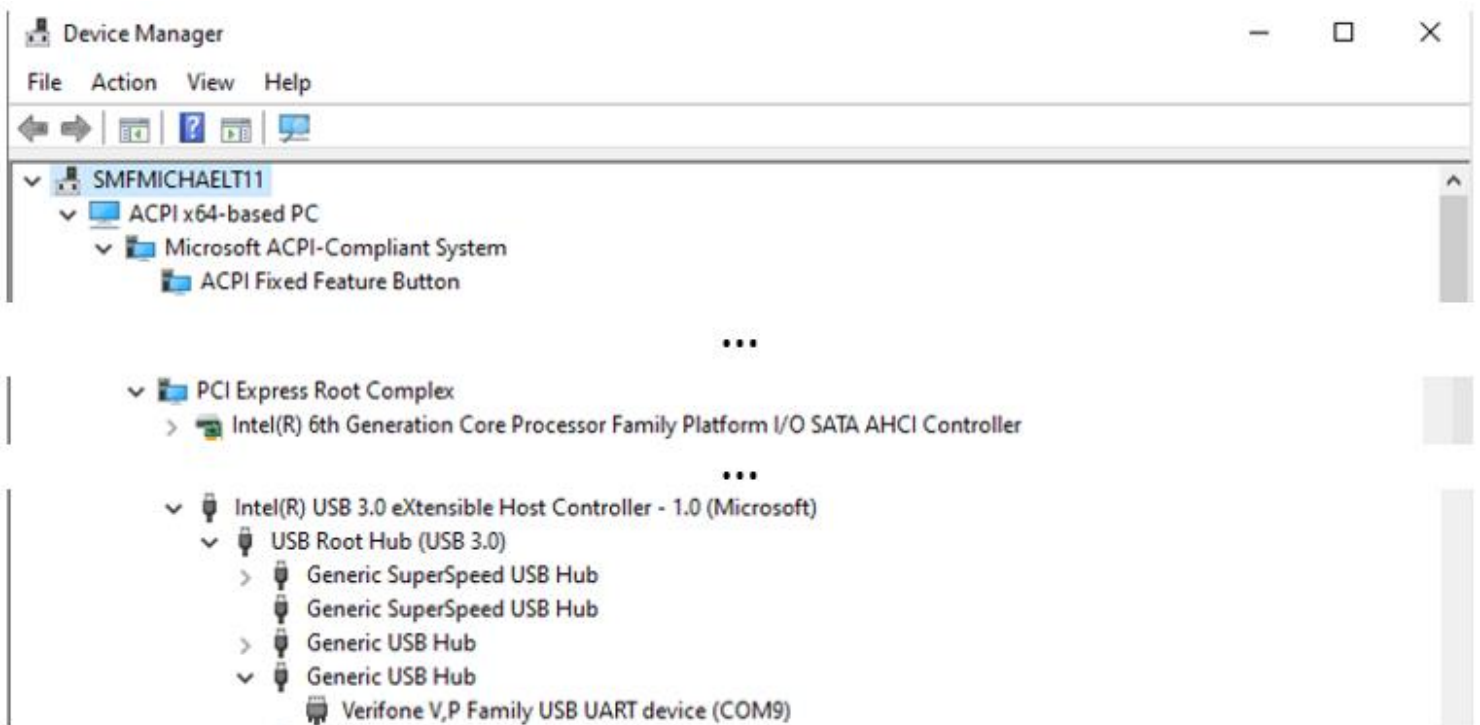 Device Manager
File Action View Help
SMFMICHAELT11
ACPI x64-based PC
Microsoft ACPI-Compliant System
ACPI Fixed Feature Button
...
PCI Express Root Complex
Intel(R) 6th Generation Core Processor Family Platform I/O SATA AHCI Controller
...
Intel(R) USB 3.0 eXtensible Host Controller - 1.0 (Microsoft)
USB Root Hub (USB 3.0)
Generic SuperSpeed USB Hub
Generic SuperSpeed USB Hub
Generic USB Hub
Generic USB Hub
Verifone V,P Family USB UART device (COM9)